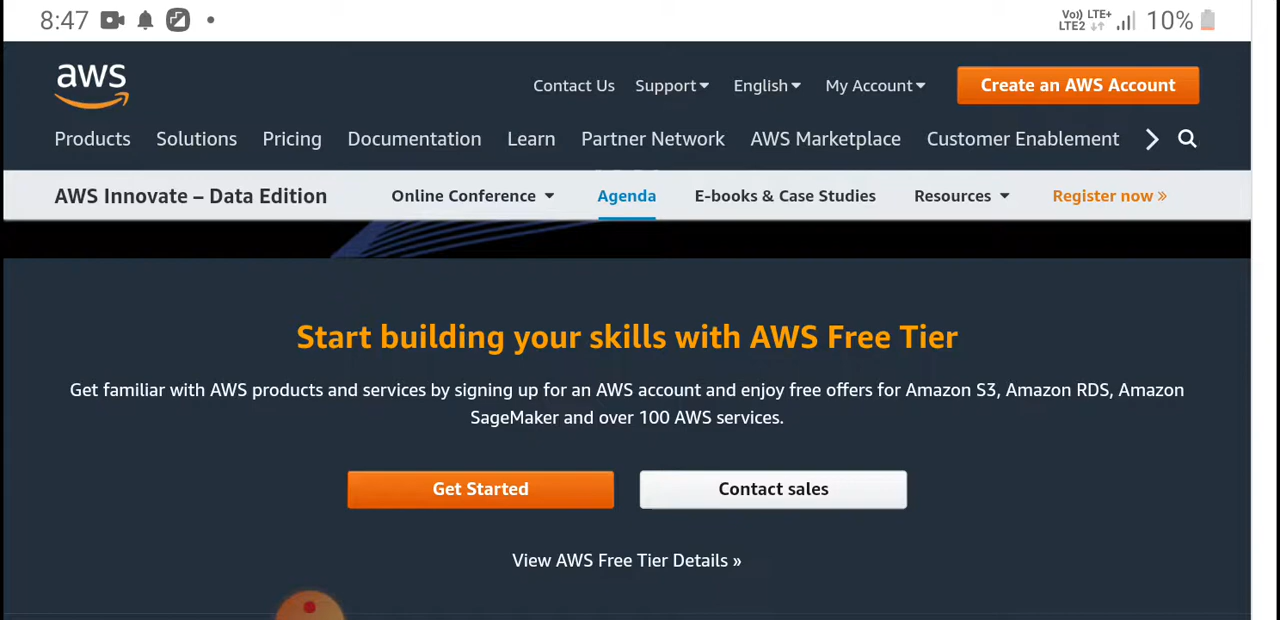 8:47
Vo)) LTE+
LTE2
10%
aws
Contact Us Support English My Account Create an AWS Account
Products Solutions Pricing Documentation Learn Partner Network AWS Marketplace Customer Enablement
AWS Innovate – Data Edition Online Conference Agenda E-books & Case Studies Resources Register now »
Start building your skills with AWS Free Tier
Get familiar with AWS products and services by signing up for an AWS account and enjoy free offers for Amazon S3, Amazon RDS, Amazon
SageMaker and over 100 AWS services.
Get Started Contact sales
View AWS Free Tier Details »